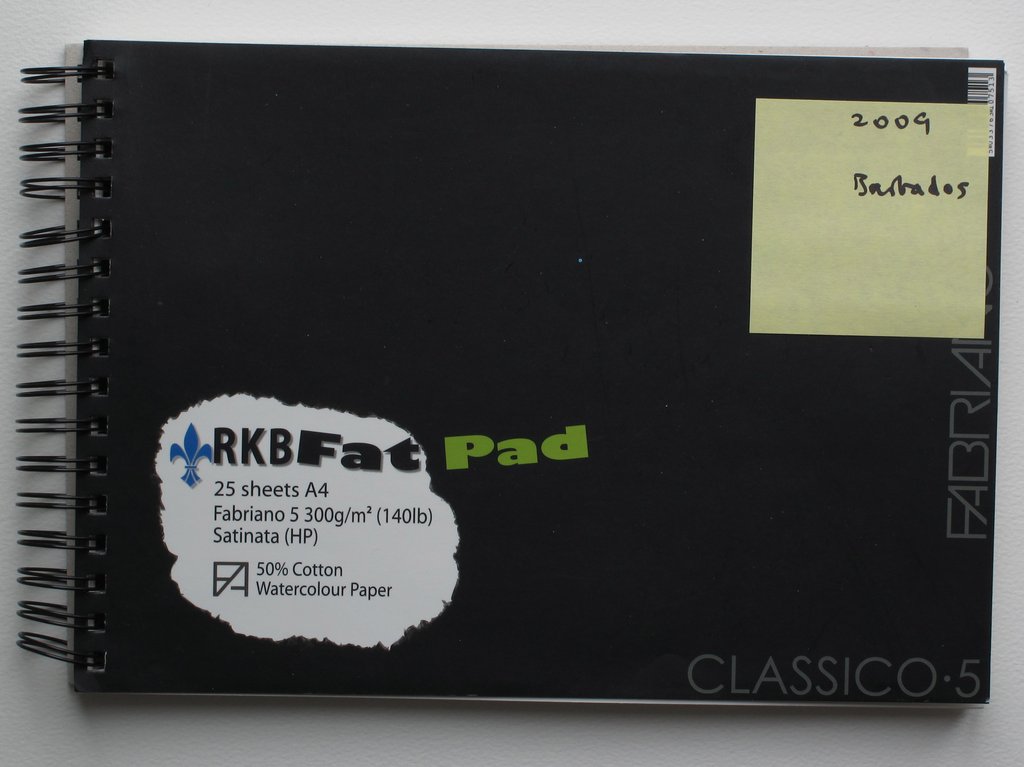 2009
Barbados
FABRIANO
RKB Fat Pad
25 sheets A4
Fabriano 5 300g/m² (140lb)
Satinata (HP)
FA 50% Cotton
Watercolour Paper
CLASSICO·5